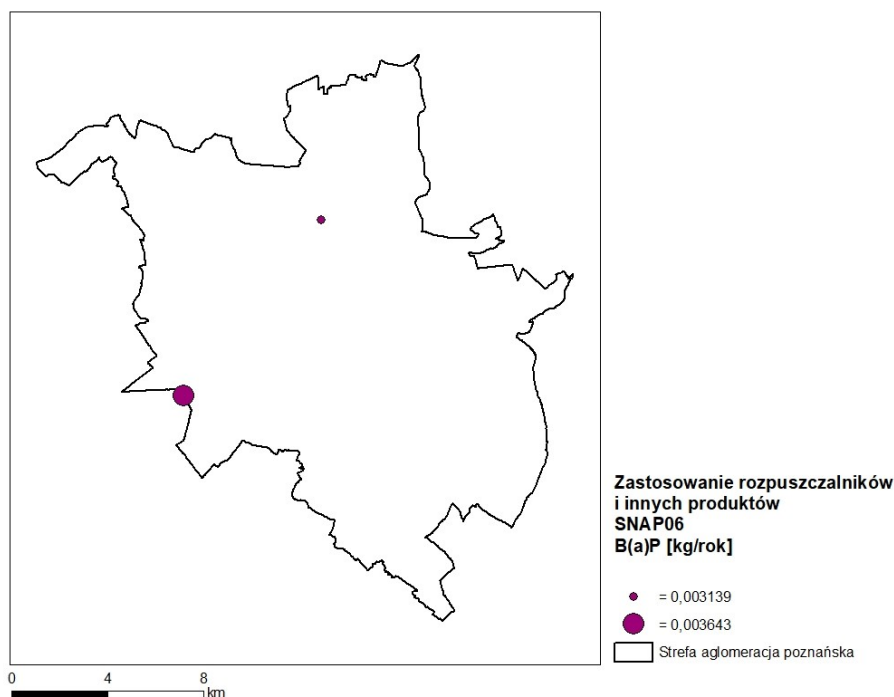 Zastosowanie rozpuszczalników
i innych produktów
SNAP06
B(a)P [kg/rok]
= 0,003139
= 0,003643
Strefa aglomeracja poznańska
0 4 8
km